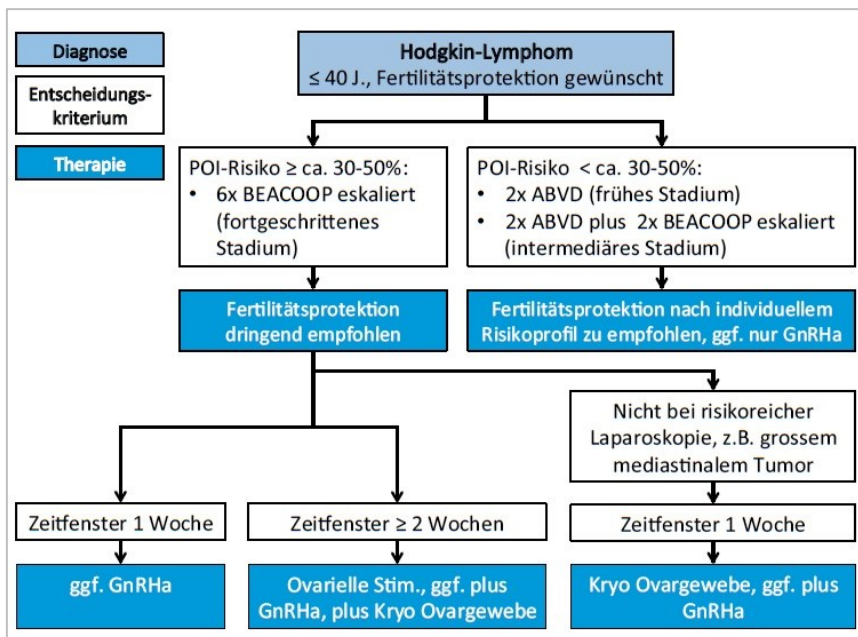 Diagnose
Entscheidungs-
kriterium
Therapie
Hodgkin-Lymphom
≤ 40 J., Fertilitätsprotektion gewünscht
POI-Risiko ≥ ca. 30-50%:
• 6x BEACOOP eskaliert
(fortgeschrittenes
Stadium)
POI-Risiko < ca. 30-50%:
• 2x ABVD (frühes Stadium)
• 2x ABVD plus 2x BEACOOP eskaliert
(intermediäres Stadium)
Fertilitätsprotektion
dringend empfohlen
Fertilitätsprotektion nach individuellem
Risikoprofil zu empfohlen, ggf. nur GnRHa
Nicht bei risikoreicher
Laparoskopie, z.B. grossem
mediastinalem Tumor
Zeitfenster 1 Woche
Zeitfenster ≥ 2 Wochen
Zeitfenster 1 Woche
ggf. GnRHa
Ovarielle Stim., ggf. plus
GnRHa, plus Kryo Ovargewebe
Kryo Ovargewebe, ggf. plus
GnRHa